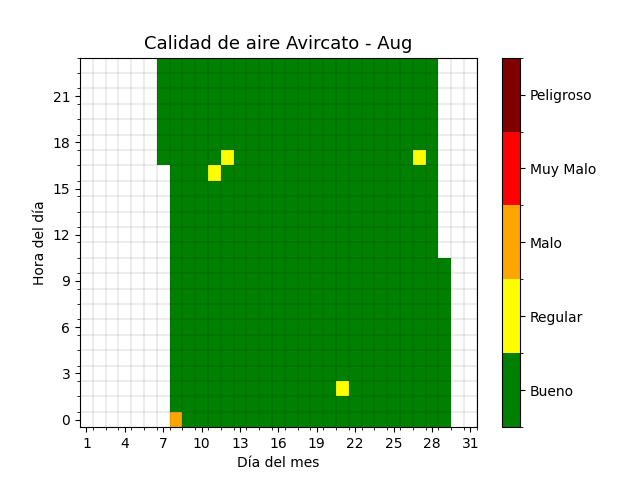 Calidad de aire Avircato - Aug
21
18
15
12
9
6
3
0
Hora del día
1 4 7 10 13 16 19 22 25 28 31
Día del mes
Peligroso
Muy Malo
Malo
Regular
Bueno